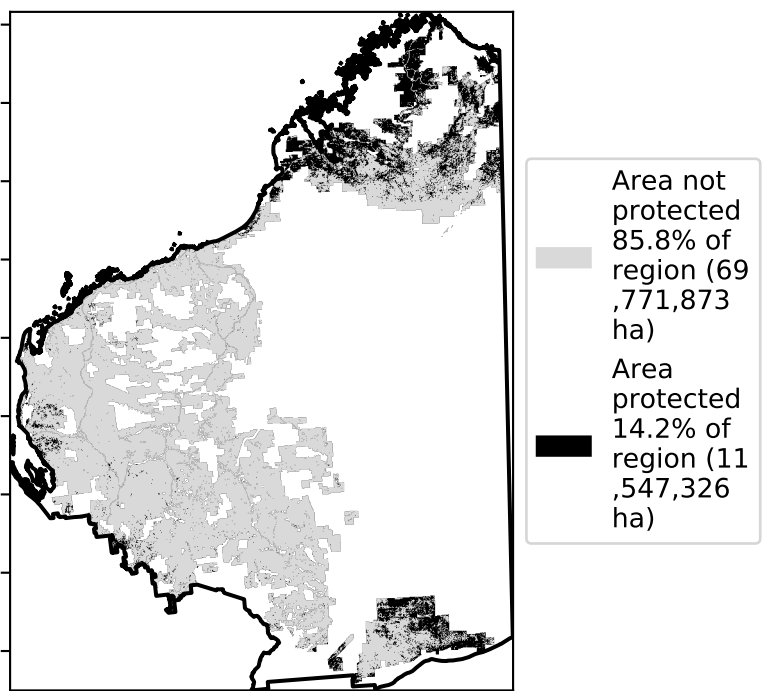 Area not
protected
85.8% of
region (69
,771,873
ha)
Area
protected
14.2% of
region (11
,547,326
ha)